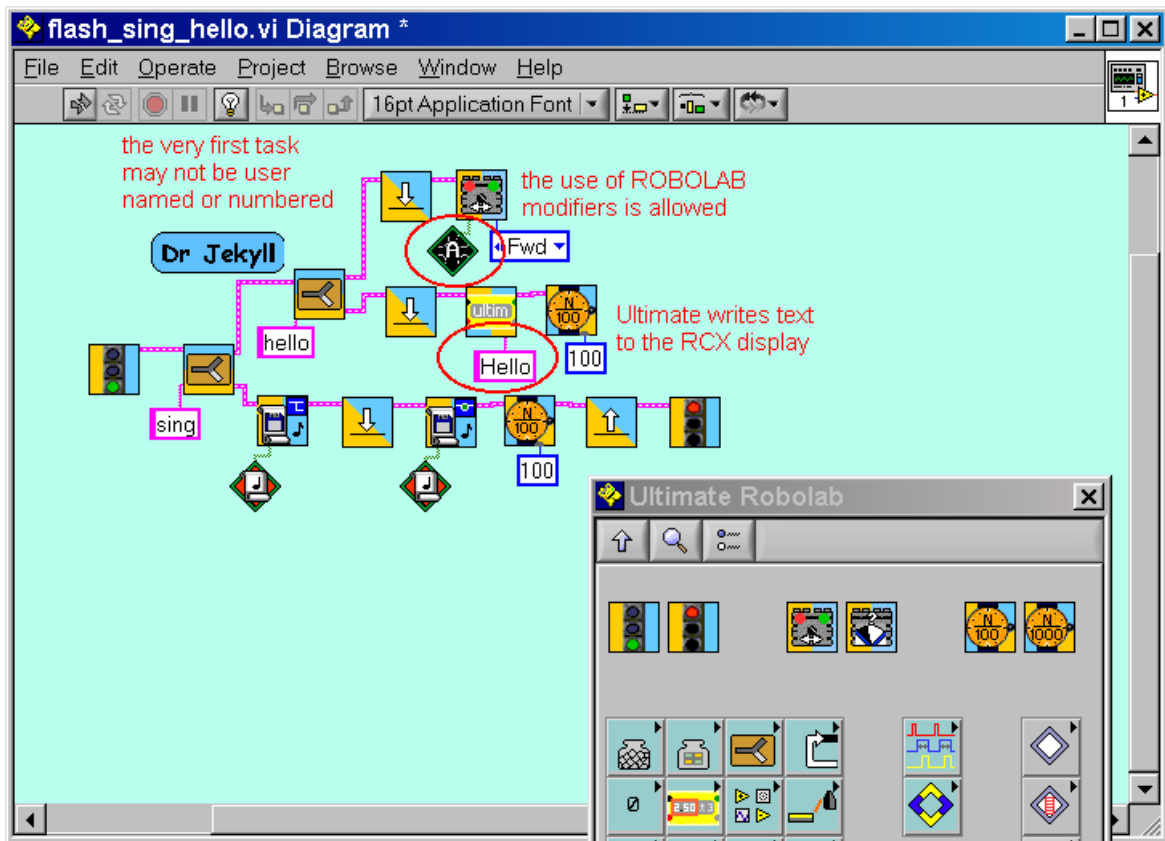 flash_sing_hello.vi Diagram *
File Edit Operate Project Browse Window Help
16pt Application Font
1
the very first task
may not be user
named or numbered
the use of ROBOLAB
modifiers is allowed
Dr Jekyll
A
Fwd
hello
ultim
N
100
Ultimate writes text
to the RCX display
Hello
100
sing
N
100
100
Ultimate Robolab
N
100
N
1000
0
2·50 ±3